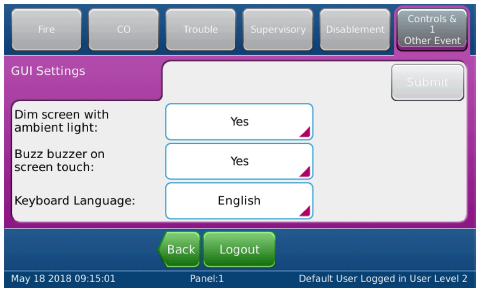 Fire
CO
Trouble
Supervisory
Disablement
Controls &
1
Other Event
GUI Settings
Submit
Dim screen with
ambient light:
Yes
Buzz buzzer on
screen touch:
Yes
Keyboard Language:
English
Back
Logout
May 18 2018 09:15:01
Panel:1
Default User Logged in User Level 2